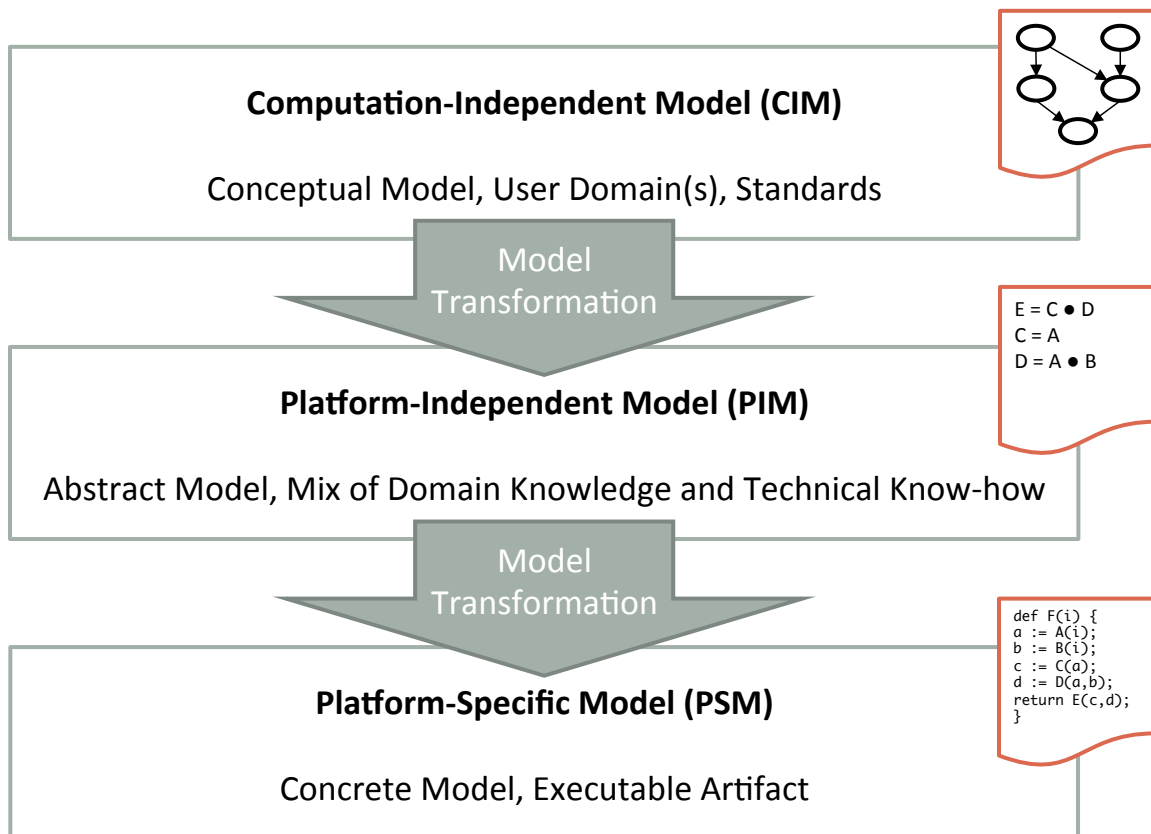 Computation-Independent Model (CIM)
Conceptual Model, User Domain(s), Standards
Model
Transformation
E = C ● D
C = A
D = A ● B
Platform-Independent Model (PIM)
Abstract Model, Mix of Domain Knowledge and Technical Know-how
Model
Transformation
def F(i) {
a := A(i);
b := B(i);
c := C(a);
d := D(a,b);
return E(c,d);
}
Platform-Specific Model (PSM)
Concrete Model, Executable Artifact